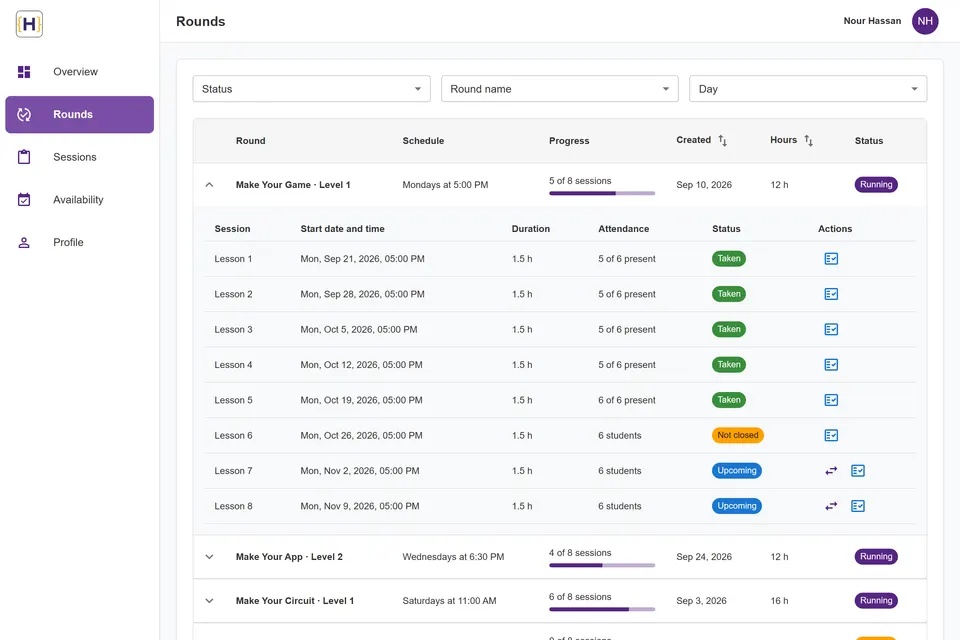 H
Rounds
Nour Hassan NH
Overview
Rounds
Sessions
Availability
Profile
Status Round name Day
Round Schedule Progress Created Hours Status
Make Your Game · Level 1 Mondays at 5:00 PM 5 of 8 sessions Sep 10, 2026 12 h Running
Session Start date and time Duration Attendance Status Actions
Lesson 1 Mon, Sep 21, 2026, 05:00 PM 1.5 h 5 of 6 present Taken
Lesson 2 Mon, Sep 28, 2026, 05:00 PM 1.5 h 5 of 6 present Taken
Lesson 3 Mon, Oct 5, 2026, 05:00 PM 1.5 h 5 of 6 present Taken
Lesson 4 Mon, Oct 12, 2026, 05:00 PM 1.5 h 5 of 6 present Taken
Lesson 5 Mon, Oct 19, 2026, 05:00 PM 1.5 h 6 of 6 present Taken
Lesson 6 Mon, Oct 26, 2026, 05:00 PM 1.5 h 6 students Not closed
Lesson 7 Mon, Nov 2, 2026, 05:00 PM 1.5 h 6 students Upcoming
Lesson 8 Mon, Nov 9, 2026, 05:00 PM 1.5 h 6 students Upcoming
Make Your App · Level 2 Wednesdays at 6:30 PM 4 of 8 sessions Sep 24, 2026 12 h Running
Make Your Circuit · Level 1 Saturdays at 11:00 AM 6 of 8 sessions Sep 3, 2026 16 h Running